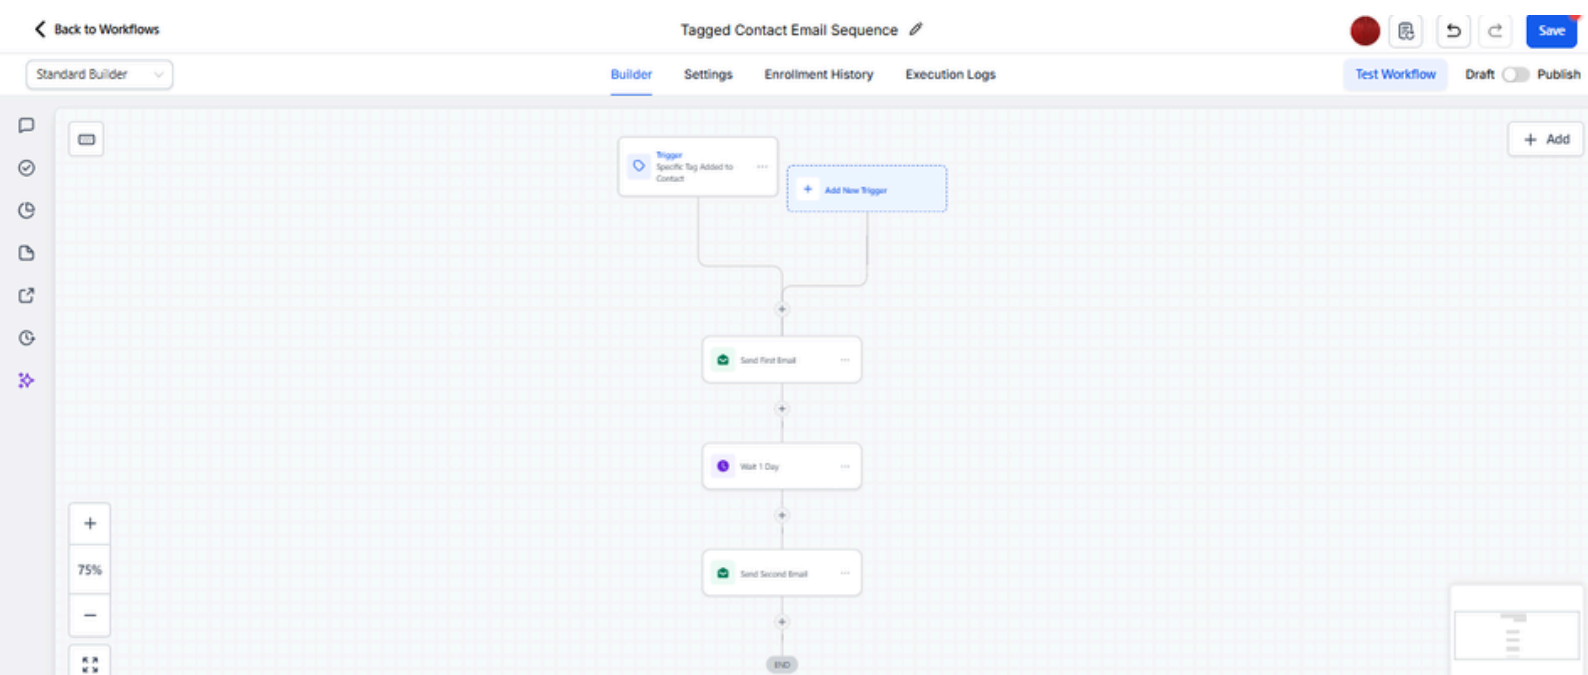 Back to Workflows
Tagged Contact Email Sequence
Save
Standard Builder
Builder
Settings
Enrollment History
Execution Logs
Test Workflow
Draft
Publish
Add
Trigger
Specific Tag Added to
Contact
Add New Trigger
Send First Email
Wait 1 Day
Send Second Email
75%
END